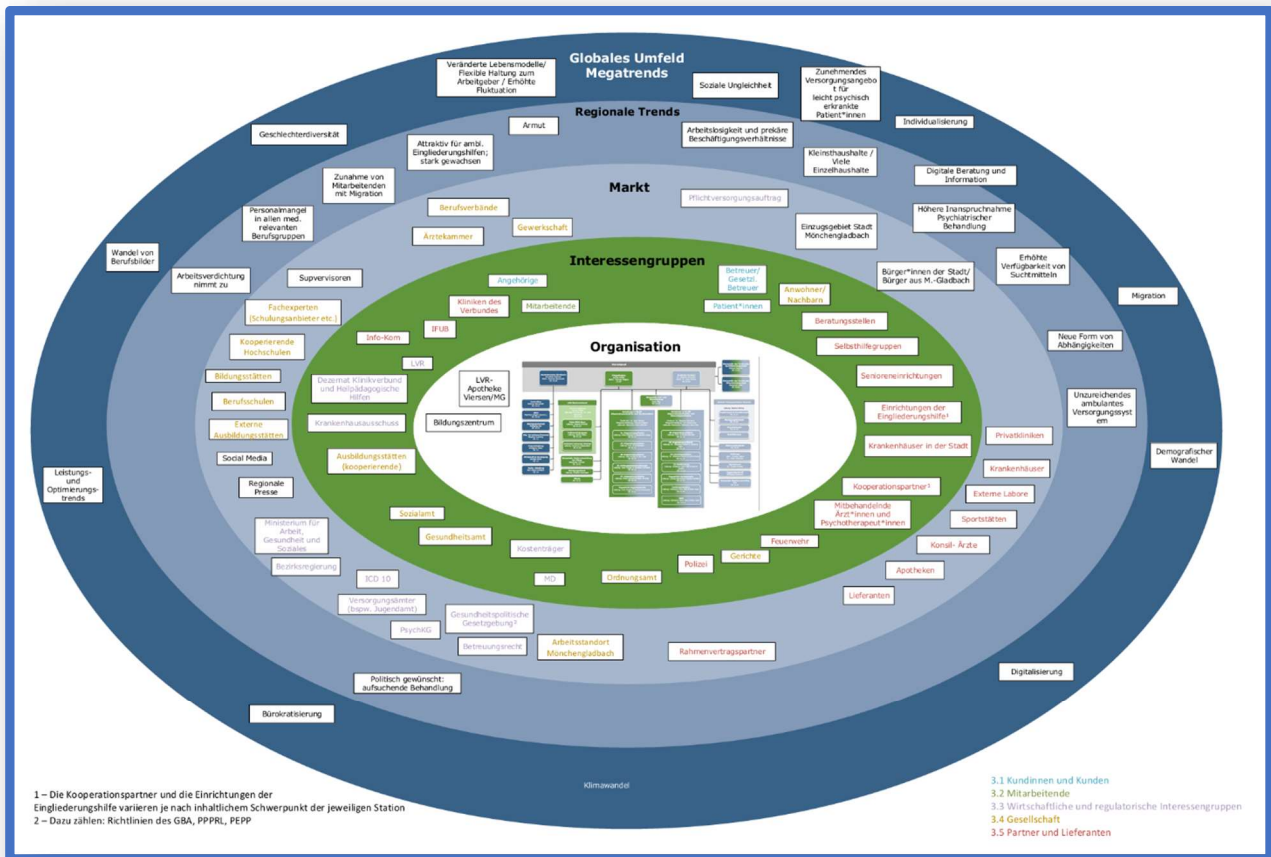 Globales Umfeld
Megatrends
Veränderte Lebensmodelle/
Flexible Haltung zum
Arbeitgeber / Erhöhte
Fluktuation
Soziale Ungleichheit
Zunehmendes
Versorgungsangebo
t für
leicht psychisch
erkrankte
Patient*innen
Individualisierung
Geschlechterdiversität
Regionale Trends
Armut
Arbeitslosigkeit und prekäre
Beschäftigungsverhältnisse
Attraktiv für ambl.
Eingliederungshilfen;
stark gewachsen
Kleinsthaushalte /
Viele
Einzelhaushalte
Digitale Beratung und
Information
Zunahme von
Mitarbeitenden
mit Migration
Markt
Pflichtversorgungsauftrag
Personalmangel
in allen med.
relevanten
Berufsgruppen
Berufsverbände
Ärztekammer
Gewerkschaft
Einzugsgebiet Stadt
Mönchengladbach
Höhere Inanspruchnahme
Psychiatrischer
Behandlung
Wandel von
Berufsbilder
Arbeitsverdichtung
nimmt zu
Supvervisoren
Interessengruppen
Bürger*innen der Stadt/
Bürger aus M.-Gladbach
Erhöhte
Verfügbarkeit von
Suchtmitteln
Migration
Angehörige
Betreuer/
Gesetzl.
Betreuer
Anwohner/
Nachbarn
Fachexperten
(Schulungsanbieter etc.)
Kliniken des
Verbundes
Mitarbeitende
Patient*innen
Beratungsstellen
Info-Kom
IFUB
Selbsthilfegruppen
Neue Form von
Abhängigkeiten
Kooperierende
Hochschulen
Organisation
LVR
Senioreneinrichtungen
Bildungsstätten
Dezernat Klinikverbund
und Heilpädagogische
Hilfen
LVR-
Apotheke
Viersen/MG
Berufsschulen
Einrichtungen der
Eingliederungshilfe¹
Unzureichendes
ambulantes
Versorgungssyst
em
Krankenhausausschuss
Bildungszentrum
Externe
Ausbildungsstätten
Krankenhäuser in der Stadt
Privatkliniken
Social Media
Ausbildungsstätten
(kooperierende)
Krankenhäuser
Demografischer
Wandel
Leistungs-
und
Optimierungs-
trends
Regionale
Presse
Kooperationspartner¹
Externe Labore
Sozialamt
Mitbehandelnde
Ärzt*innen und
Psychotherapeut*innen
Sportstätten
Ministerium für
Arbeit,
Gesundheit und
Soziales
Gesundheitsamt
Kostenträger
Feuerwehr
Konsil- Ärzte
Gerichte
Polizei
Bezirksregierung
ICD 10
MD
Ordnungsamt
Apotheken
Lieferanten
Versorgungsämter
(bspw. Jugendamt)
Gesundheitspolitische
Gesetzgebung²
PsychKG
Betreuungsrecht
Arbeitsstandort
Mönchengladbach
Rahmenvertragspartner
Politisch gewünscht:
aufsuchende Behandlung
Digitalisierung
Bürokratisierung
Klimawandel
1 – Die Kooperationspartner und die Einrichtungen der
Eingliederungshilfe variieren je nach inhaltlichem Schwerpunkt der jeweiligen Station
2 – Dazu zählen: Richtlinien des GBA, PPPRL, PEPP
3.1 Kundinnen und Kunden
3.2 Mitarbeitende
3.3 Wirtschaftliche und regulatorische Interessengruppen
3.4 Gesellschaft
3.5 Partner und Lieferanten